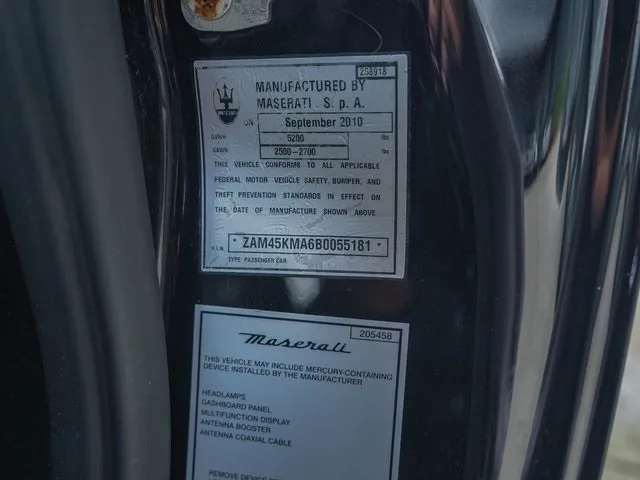 258918
MANUFACTURED BY
MASERATI S.p.A.
ON September 2010
GVWR 5200 lbs
GAWR 2500-2700 lbs
THIS VEHICLE CONFORMS TO ALL APPLICABLE
FEDERAL MOTOR VEHICLE SAFETY, BUMPER, AND
THEFT PREVENTION STANDARDS IN EFFECT ON
THE DATE OF MANUFACTURE SHOWN ABOVE
V.I.N. * ZAM45KMA6B0055181 *
TYPE: PASSENGER CAR
Maserati
205458
THIS VEHICLE MAY INCLUDE MERCURY-CONTAINING
DEVICE INSTALLED BY THE MANUFACTURER
HEADLAMPS
DASHBOARD PANEL
MULTIFUNCTION DISPLAY
ANTENNA BOOSTER
ANTENNA COAXIAL CABLE
REMOVE DEVICE